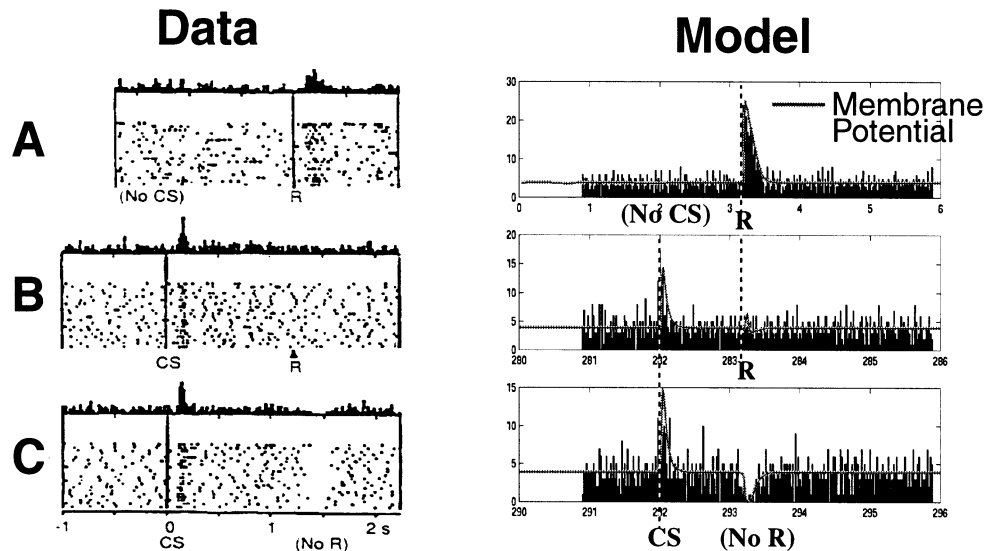 Data
Model
A
(No CS) R
30
20
10
0
0 1 2 3 4 5 6
Membrane
Potential
(No CS) R
B
CS R
20
15
10
5
0
280 281 232 283 284 285 286
R
C
-1 0 1 2 s
CS (No R)
15
10
5
0
290 291 292 293 294 295 296
CS (No R)